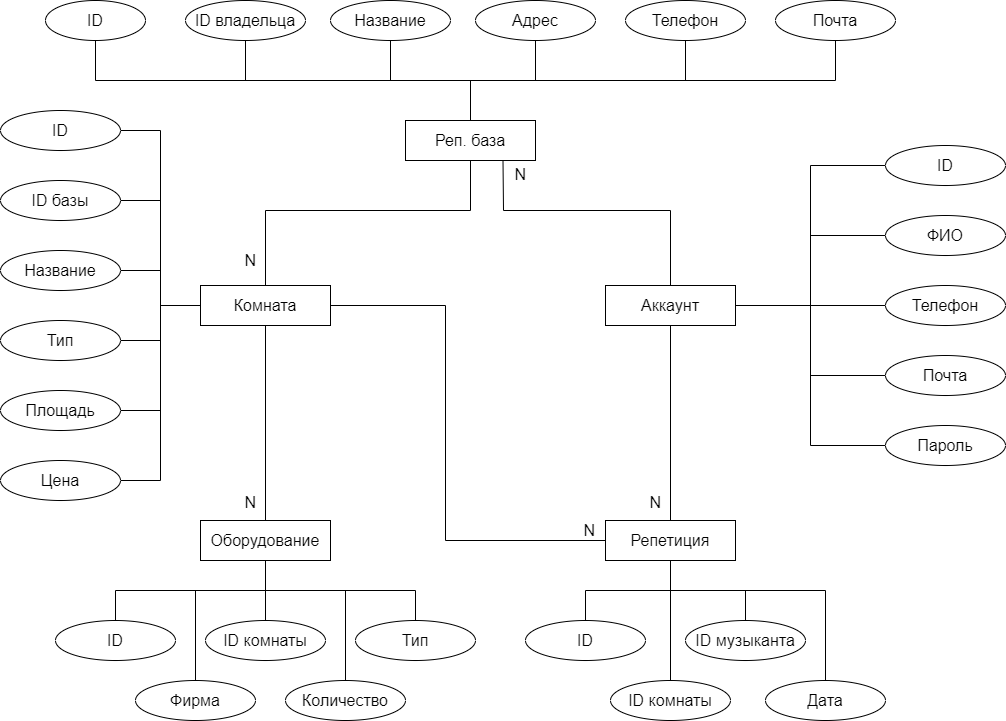 ID
ID владельца
Название
Адрес
Телефон
Почта
Реп. база
N
ID
ID базы
Название
Тип
Площадь
Цена
N
Комната
Аккаунт
ID
ФИО
Телефон
Почта
Пароль
N
Оборудование
N
N
Репетиция
ID
ID комнаты
Тип
Фирма
Количество
ID
ID музыканта
ID комнаты
Дата